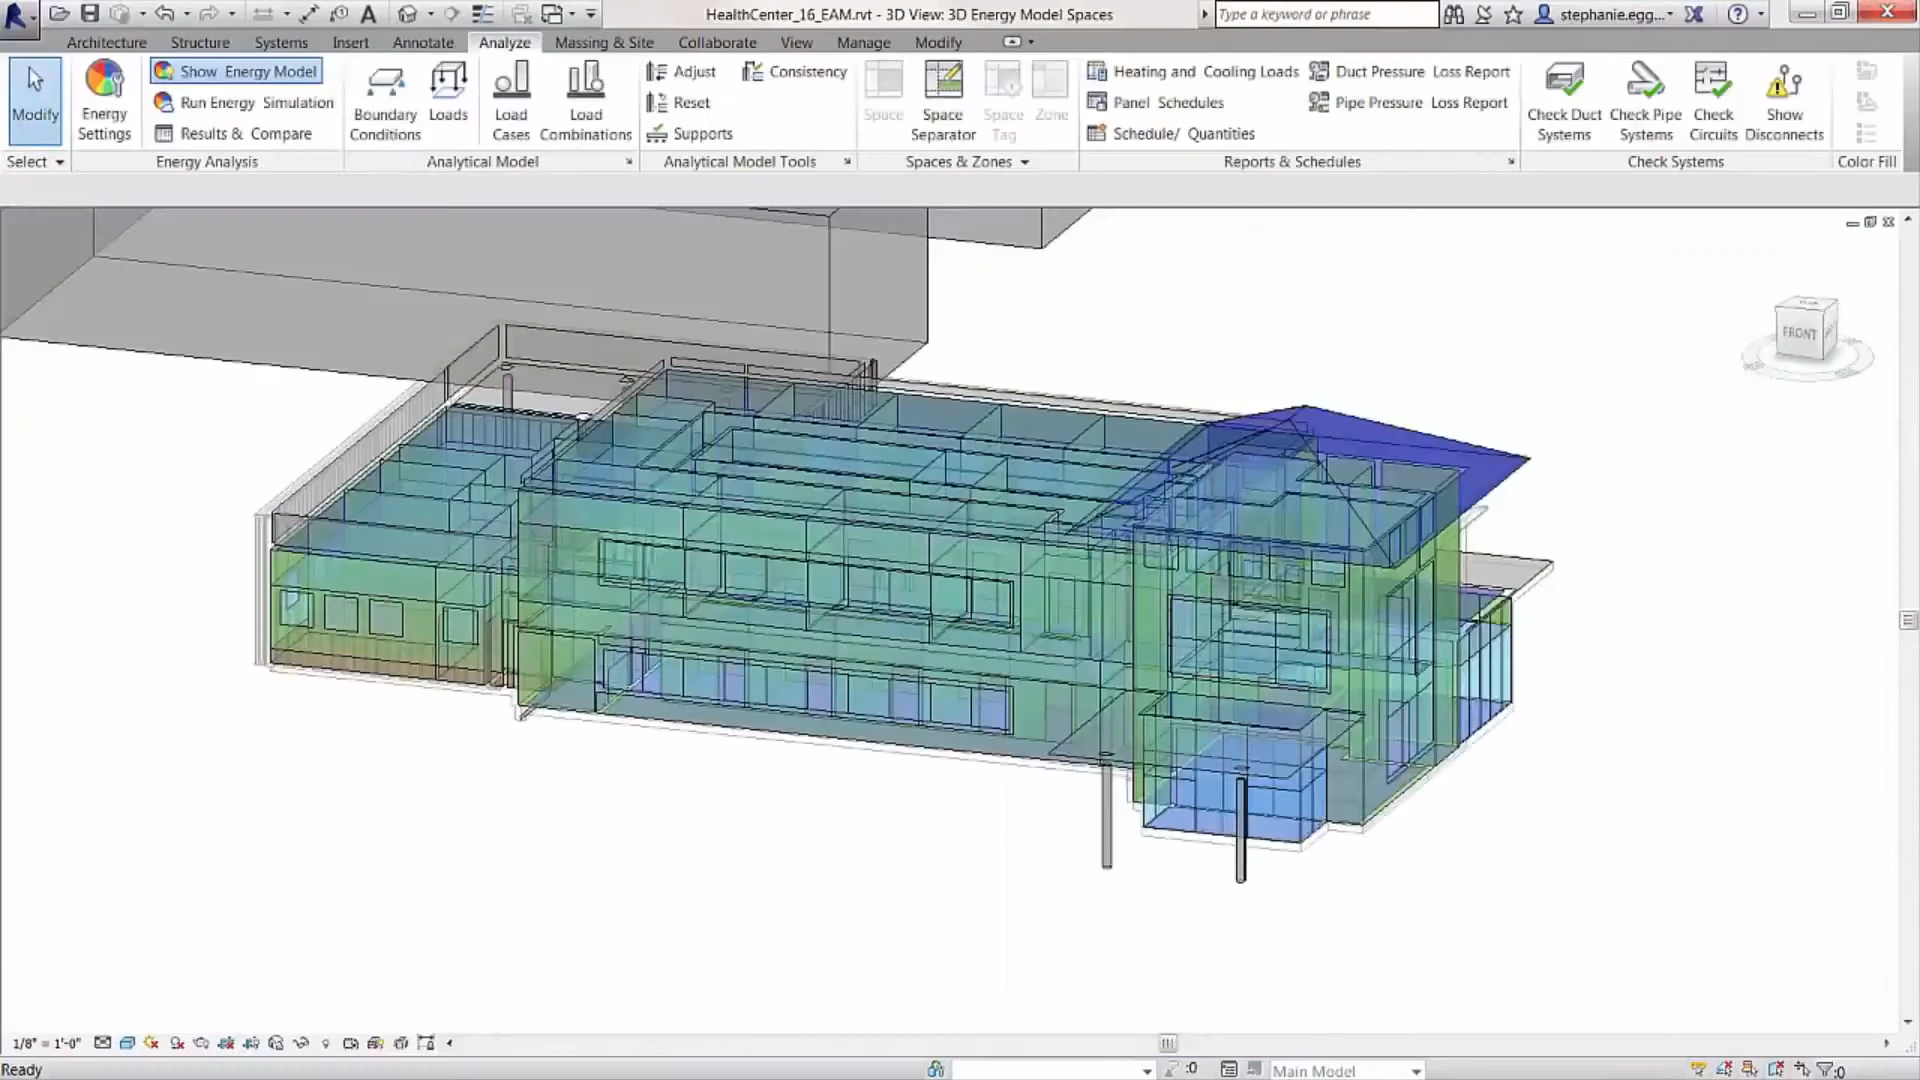 HealthCenter_16_EAM.rvt - 3D View: 3D Energy Model Spaces
Type a keyword or phrase
stephanie.egg...
Architecture Structure Systems Insert Annotate Analyze Massing & Site Collaborate View Manage Modify
Modify
Select
Energy Settings
Show Energy Model
Run Energy Simulation
Results & Compare
Energy Analysis
Boundary Conditions
Loads
Load Cases
Load Combinations
Analytical Model
Adjust
Reset
Supports
Consistency
Analytical Model Tools
Space
Space Separator
Space Tag
Zone
Spaces & Zones
Heating and Cooling Loads
Panel Schedules
Schedule/ Quantities
Duct Pressure Loss Report
Pipe Pressure Loss Report
Reports & Schedules
Check Duct Systems
Check Pipe Systems
Check Circuits
Show Disconnects
Check Systems
Color Fill
FRONT
1/8" = 1'-0"
Ready
:0
Main Model
:0